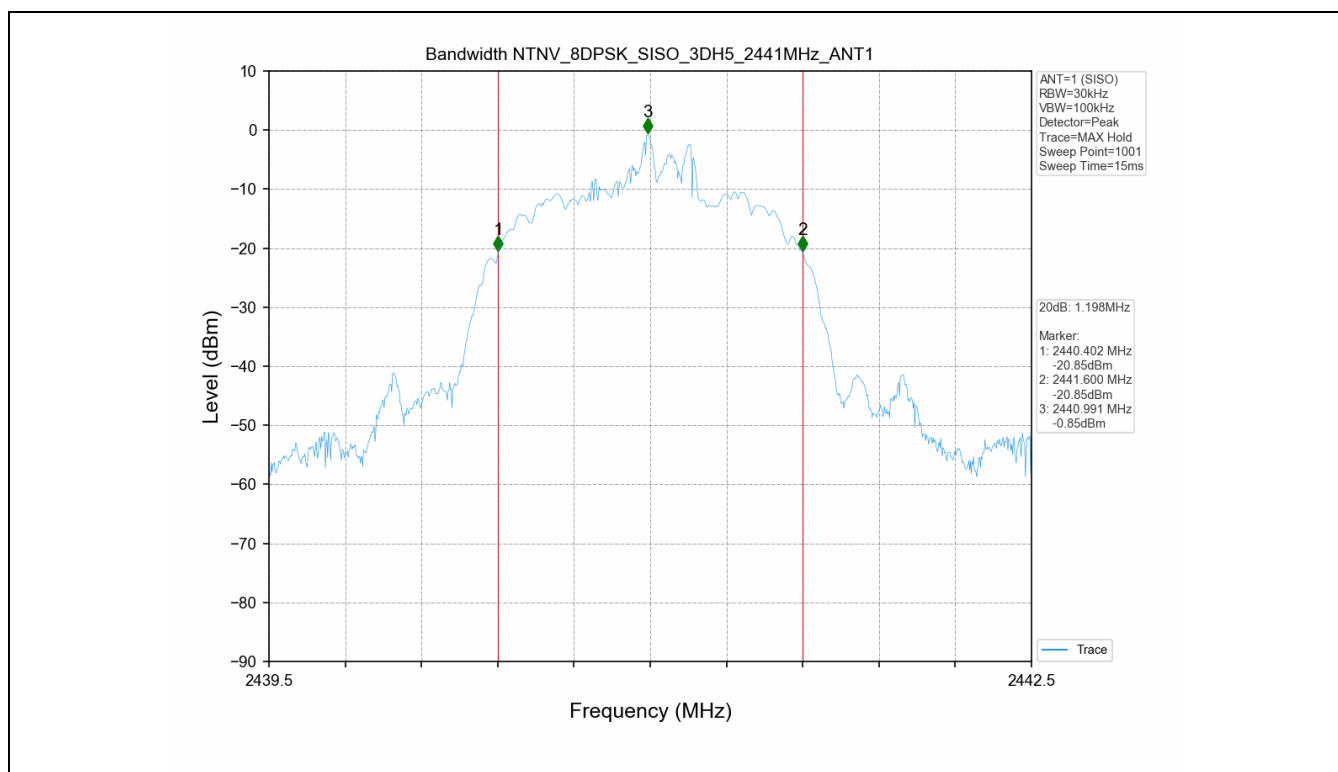 Bandwidth NTNV_8DPSK_SISO_3DH5_2441MHz_ANT1
10
0
−10
−20
−30
−40
−50
−60
−70
−80
−90
Level (dBm)
2439.5
2442.5
Frequency (MHz)
1
2
3
ANT=1 (SISO)
RBW=30kHz
VBW=100kHz
Detector=Peak
Trace=MAX Hold
Sweep Point=1001
Sweep Time=15ms
20dB: 1.198MHz
Marker:
1: 2440.402 MHz
-20.85dBm
2: 2441.600 MHz
-20.85dBm
3: 2440.991 MHz
-0.85dBm
Trace